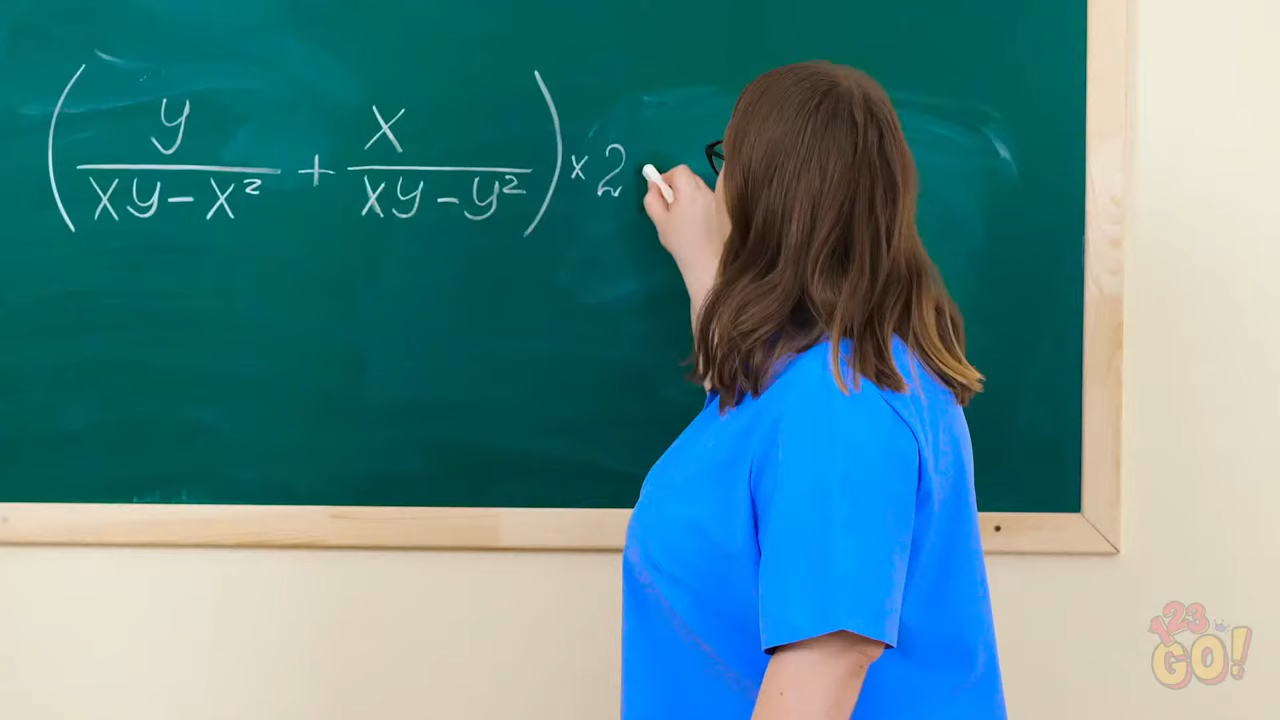 ( y / (xy - x²) + x / (xy - y²) ) × 2
123 GO!